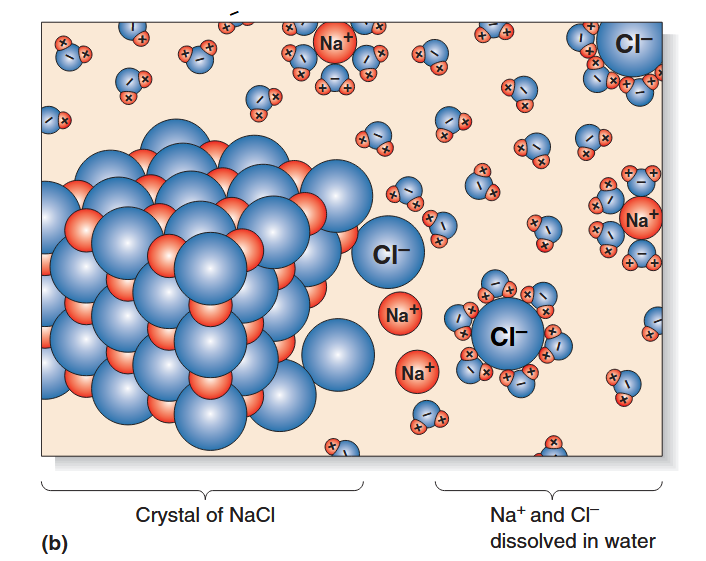 Na⁺
Cl⁻
Na⁺
Cl⁻
Na⁺
Cl⁻
Na⁺
Crystal of NaCl
Na⁺ and Cl⁻
dissolved in water
(b)